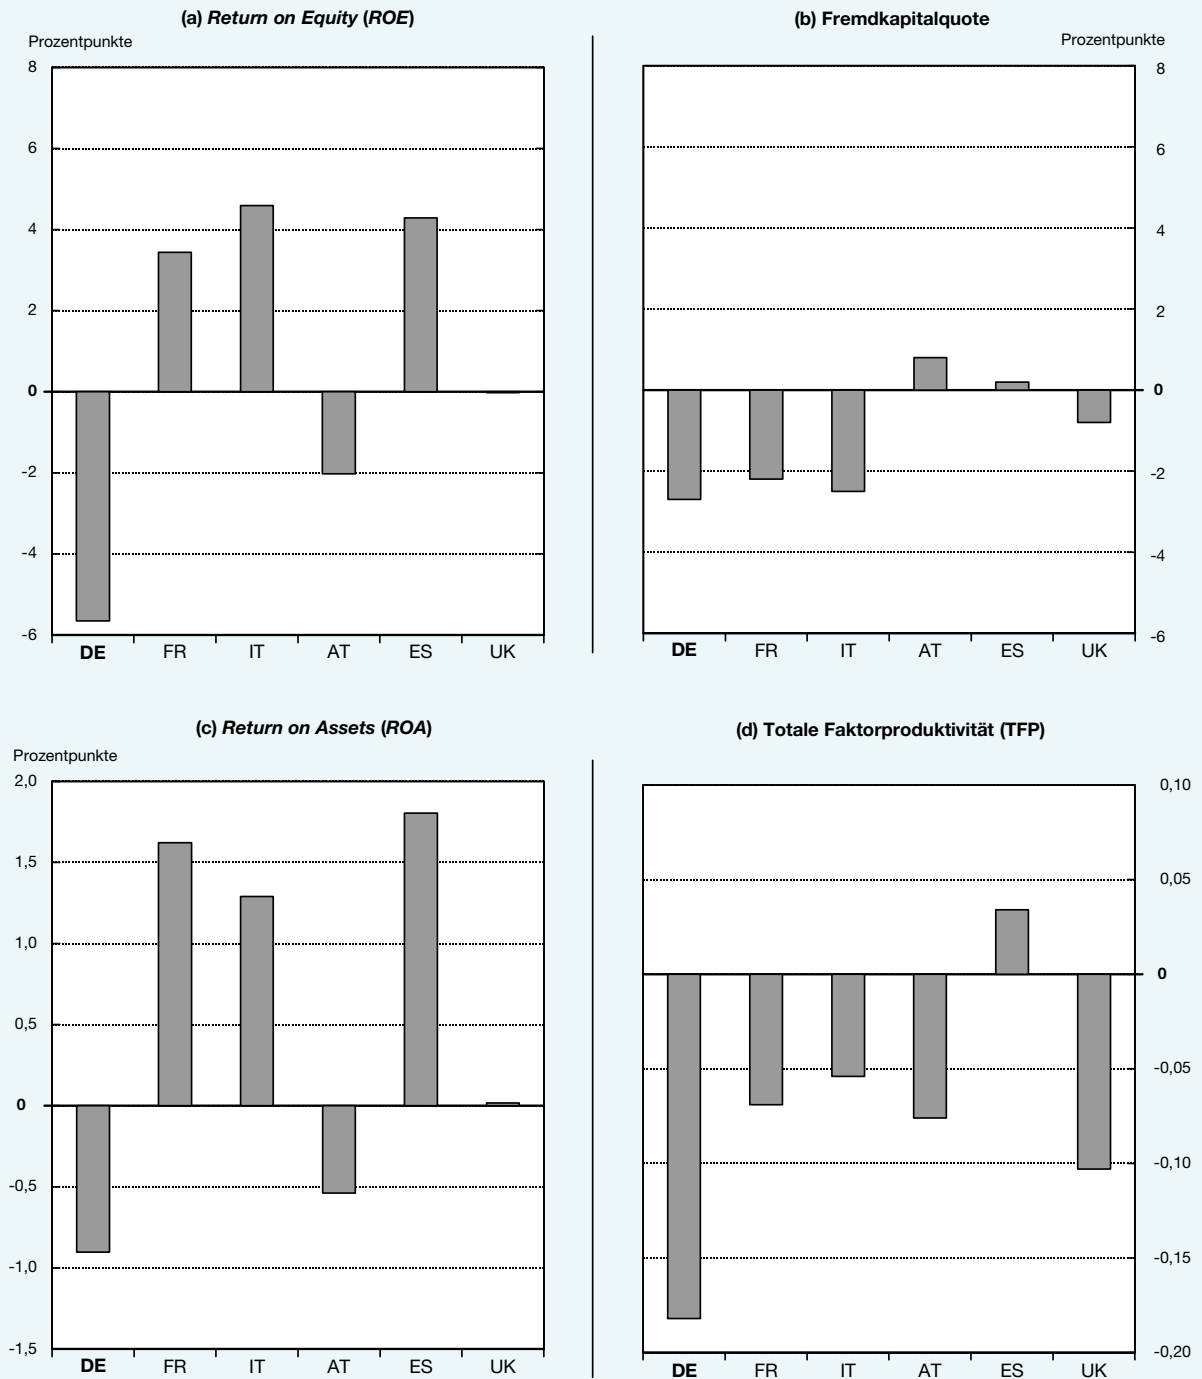 (a) Return on Equity (ROE)
Prozentpunkte
8
6
4
2
0
-2
-4
-6
DE FR IT AT ES UK
(b) Fremdkapitalquote
Prozentpunkte
8
6
4
2
0
-2
-4
-6
DE FR IT AT ES UK
(c) Return on Assets (ROA)
Prozentpunkte
2,0
1,5
1,0
0,5
0
-0,5
-1,0
-1,5
DE FR IT AT ES UK
(d) Totale Faktorproduktivität (TFP)
0,10
0,05
0
-0,05
-0,10
-0,15
-0,20
DE FR IT AT ES UK